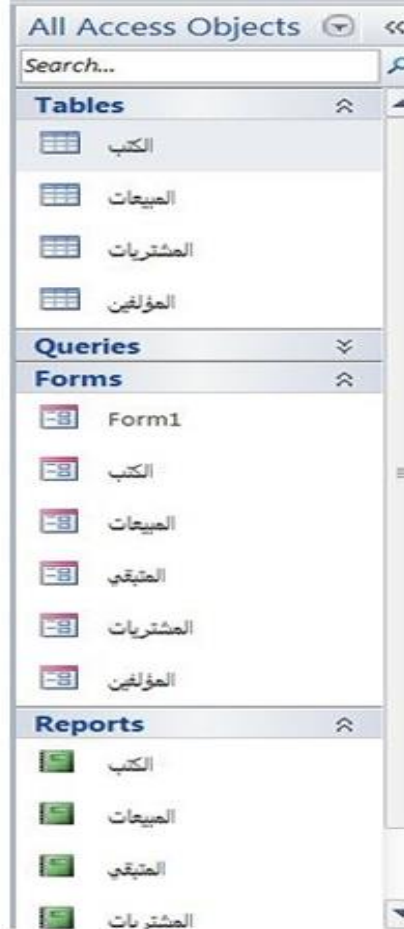 All Access Objects
Search...
Tables
الكتب
المبيعات
المشتريات
المؤلفين
Queries
Forms
Form1
الكتب
المبيعات
المتبقي
المشتريات
المؤلفين
Reports
الكتب
المبيعات
المتبقي
المشتريات